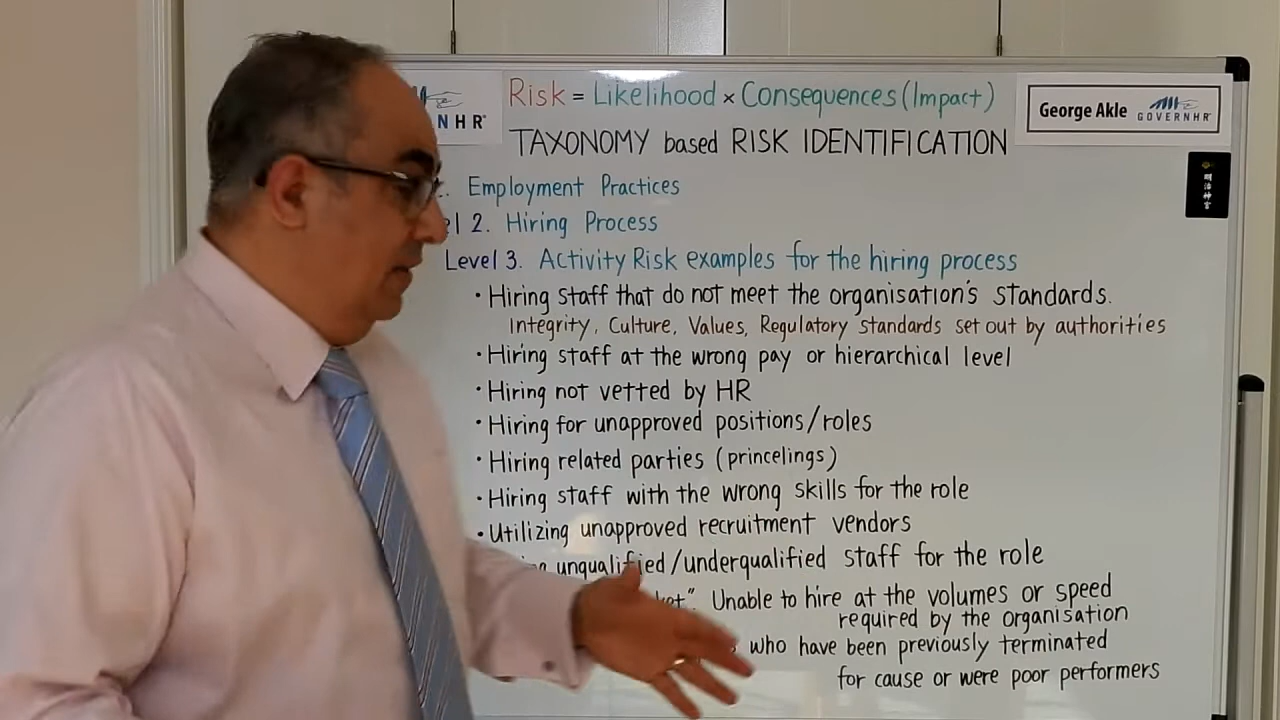 Risk = Likelihood × Consequences (Impact)
George Akle GOVERNHR
TAXONOMY based RISK IDENTIFICATION
Employment Practices
2. Hiring Process
Level 3. Activity Risk examples for the hiring process
• Hiring staff that do not meet the organisation's standards.
Integrity, Culture, Values, Regulatory standards set out by authorities
• Hiring staff at the wrong pay or hierarchical level
• Hiring not vetted by HR
• Hiring for unapproved positions/roles
• Hiring related parties (princelings)
• Hiring staff with the wrong skills for the role
• Utilizing unapproved recruitment vendors
unqualified/underqualified staff for the role
Unable to hire at the volumes or speed
required by the organisation
who have been previously terminated
for cause or were poor performers
明治神宮